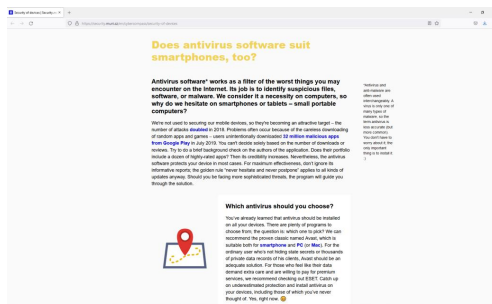 Security of devices | Security o
https://security.muni.cz/en/cybercompass/security-of-devices
Does antivirus software suit
smartphones, too?
Antivirus software* works as a filter of the worst things you may
encounter on the Internet. Its job is to identify suspicious files,
software, or malware. We consider it a necessity on computers, so
why do we hesitate on smartphones or tablets – small portable
computers?
*Antivirus and
anti-malware are
often used
interchangeably. A
virus is only one of
many types of
malware, so the
term antivirus is
less accurate (but
more common).
You don't have to
worry about it; the
only important
thing is to install it
:)
We're not used to securing our mobile devices, so they're becoming an attractive target – the
number of attacks doubled in 2018. Problems often occur because of the careless downloading
of random apps and games – users unintentionally downloaded 32 million malicious apps
from Google Play in July 2019. You can't decide solely based on the number of downloads or
reviews. Try to do a brief background check on the authors of the application. Does their portfolio
include a dozen of highly-rated apps? Then its credibility increases. Nevertheless, the antivirus
software protects your device in most cases. For maximum effectiveness, don't ignore its
informative reports; the golden rule "never hesitate and never postpone" applies to all kinds of
updates anyway. Should you be facing more sophisticated threats, the program will guide you
through the solution.
Which antivirus should you choose?
You've already learned that antivirus should be installed
on all your devices. There are plenty of programs to
choose from; the question is: which one to pick? We can
recommend the proven classic named Avast, which is
suitable both for smartphone and PC (or Mac). For the
ordinary user who's not hiding state secrets or thousands
of private data records of his clients, Avast should be an
adequate solution. For those who feel like their data
demand extra care and are willing to pay for premium
services, we recommend checking out ESET. Catch up
on underestimated protection and install antivirus on
your devices, including those of which you've never
thought of. Yes, right now. 😄